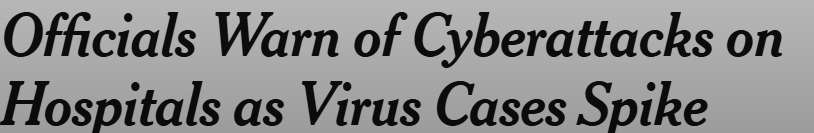 Officials Warn of Cyberattacks on
Hospitals as Virus Cases Spike